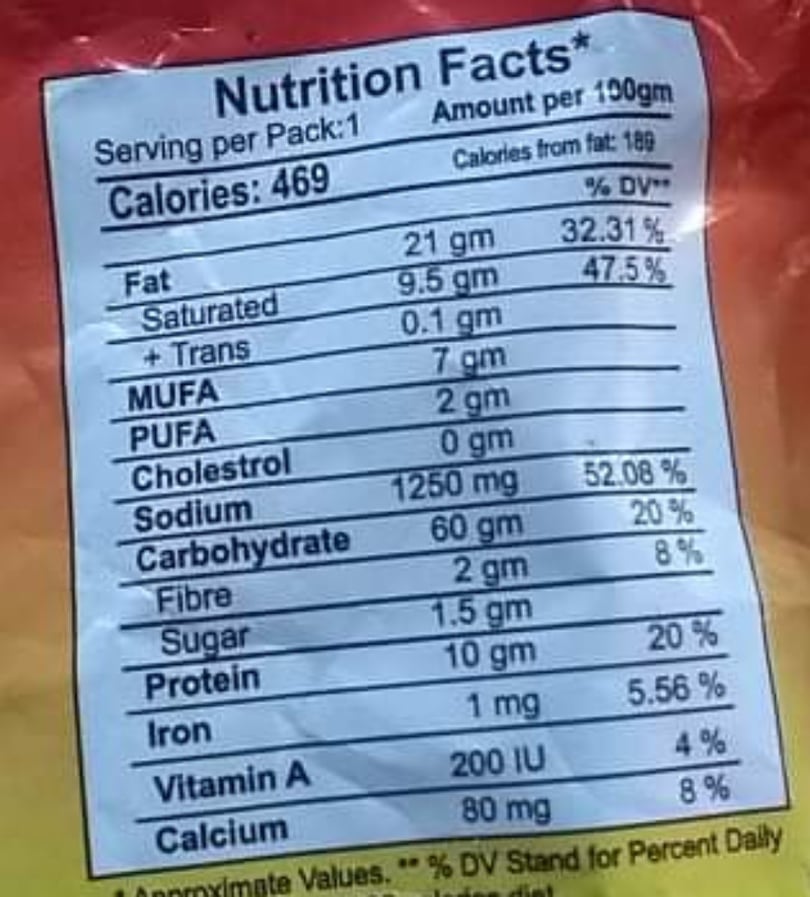 Nutrition Facts*
Serving per Pack:1 Amount per 100gm
Calories: 469 Calories from fat: 189
% DV**
Fat 21 gm 32.31 %
Saturated 9.5 gm 47.5 %
+ Trans 0.1 gm
MUFA 7 gm
PUFA 2 gm
Cholestrol 0 gm
Sodium 1250 mg 52.08 %
Carbohydrate 60 gm 20 %
Fibre 2 gm 8 %
Sugar 1.5 gm
Protein 10 gm 20 %
Iron 1 mg 5.56 %
Vitamin A 200 IU 4 %
Calcium 80 mg 8 %
* Approximate Values. ** % DV Stand for Percent Daily
diet